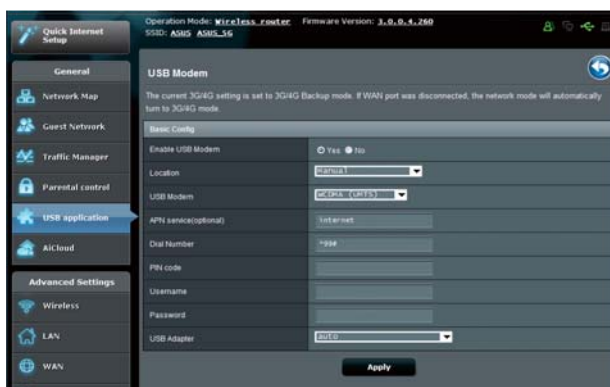 Quick Internet
Setup
Operation Mode: Wireless router Firmware Version: 3.0.0.4.260
SSID: ASUS ASUS_5G
General
Network Map
Guest Network
Traffic Manager
Parental control
USB application
AiCloud
Advanced Settings
Wireless
LAN
WAN
USB Modem
The current 3G/4G setting is set to 3G/4G Backup mode. If WAN port was disconnected, the network mode will automatically
turn to 3G/4G mode.
Basic Config
Enable USB Modem Yes No
Location Manual
USB Modem WCDMA (UMTS)
APN service(optional) internet
Dial Number *99#
PIN code
Username
Password
USB Adapter auto
Apply